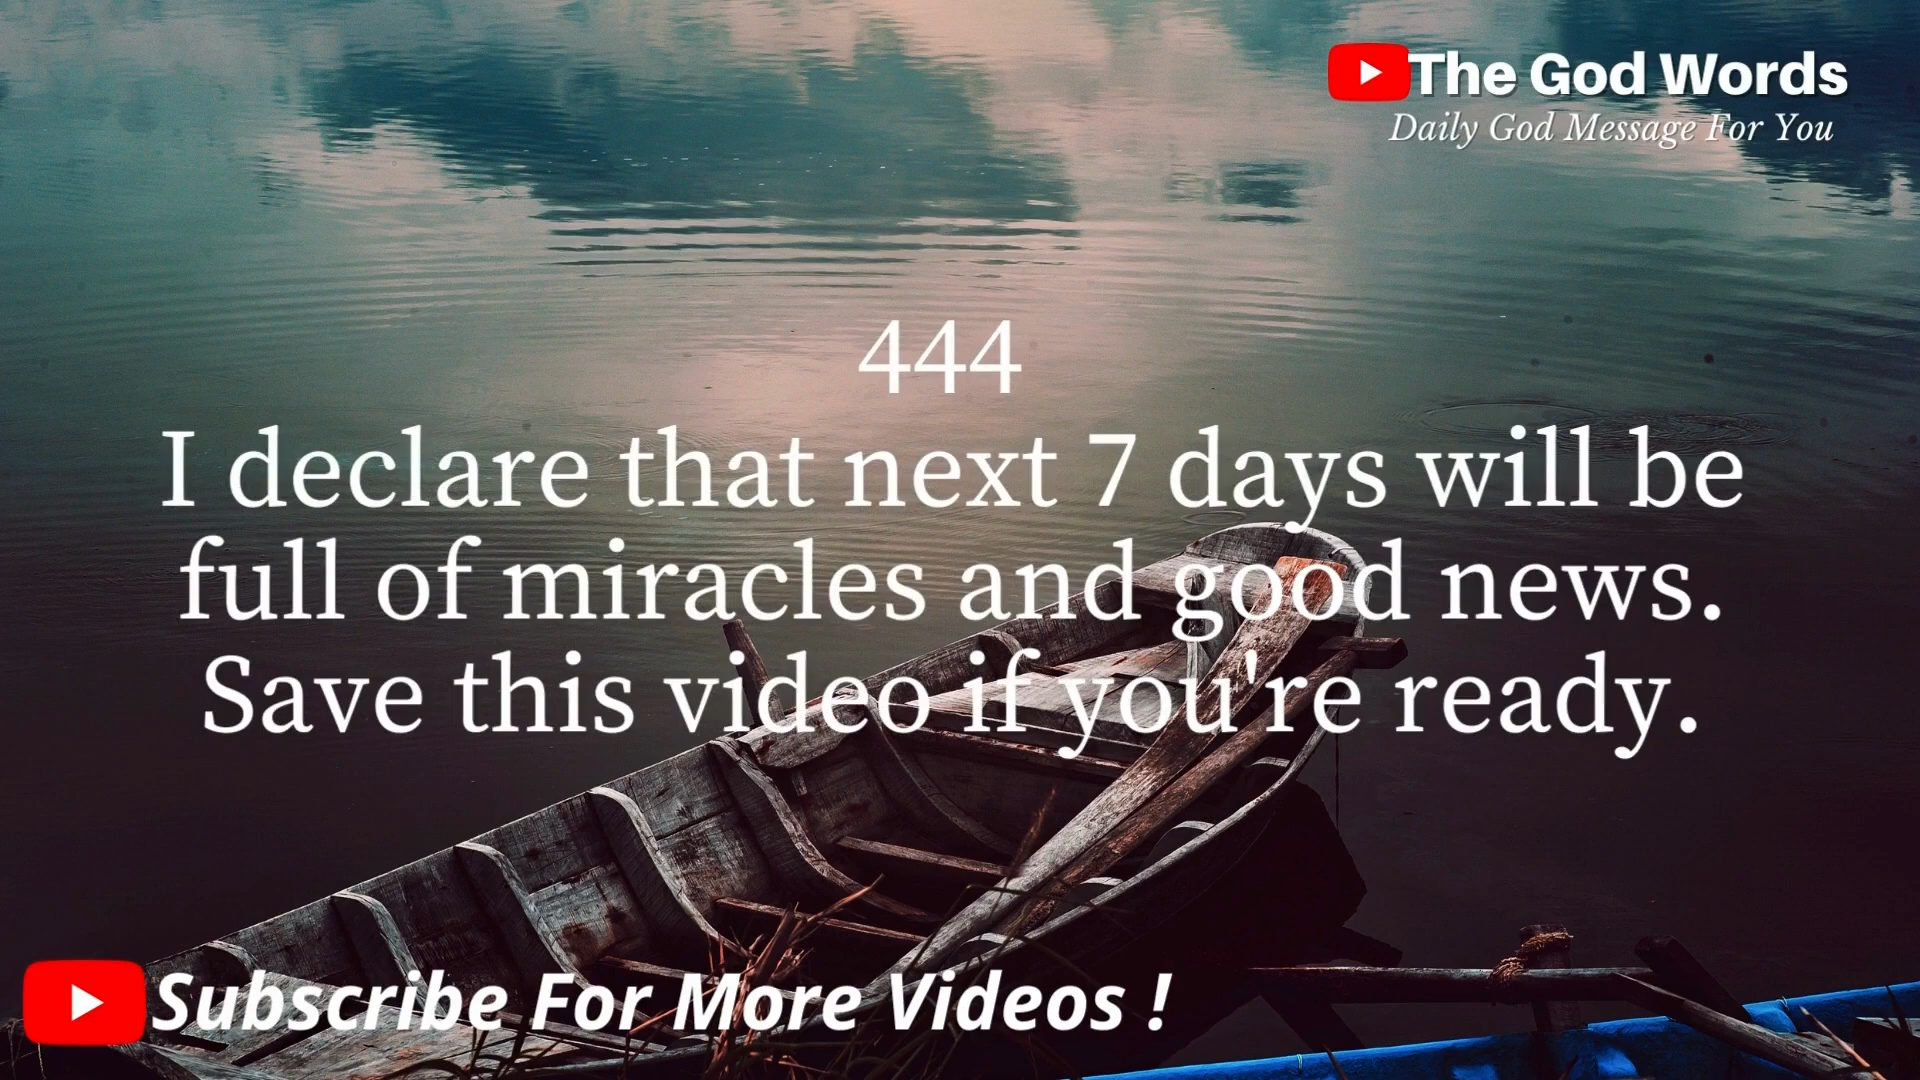 The God Words
Daily God Message For You
444
I declare that next 7 days will be
full of miracles and good news.
Save this video if you're ready.
Subscribe For More Videos !